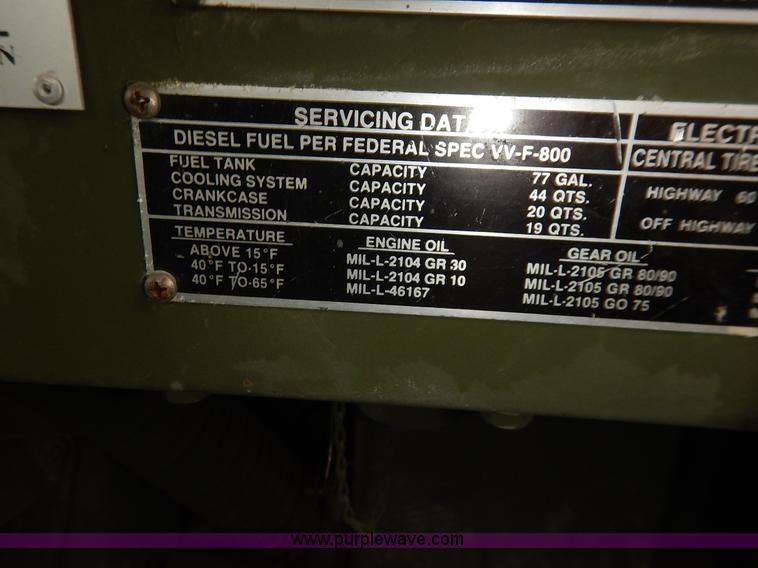 N
SERVICING DAT
DIESEL FUEL PER FEDERAL SPEC VV-F-800
FUEL TANK CAPACITY 77 GAL.
COOLING SYSTEM CAPACITY 44 QTS.
CRANKCASE CAPACITY 20 QTS.
TRANSMISSION CAPACITY 19 QTS.
TEMPERATURE ENGINE OIL GEAR OIL
ABOVE 15°F MIL-L-2104 GR 30 MIL-L-2105 GR 80/90
40°F TO-15°F MIL-L-2104 GR 10 MIL-L-2105 GR 80/90
40°F TO-65°F MIL-L-46167 MIL-L-2105 GO 75
ELECTR
CENTRAL TIRE
HIGHWAY 60
OFF HIGHWAY
www.purplewave.com